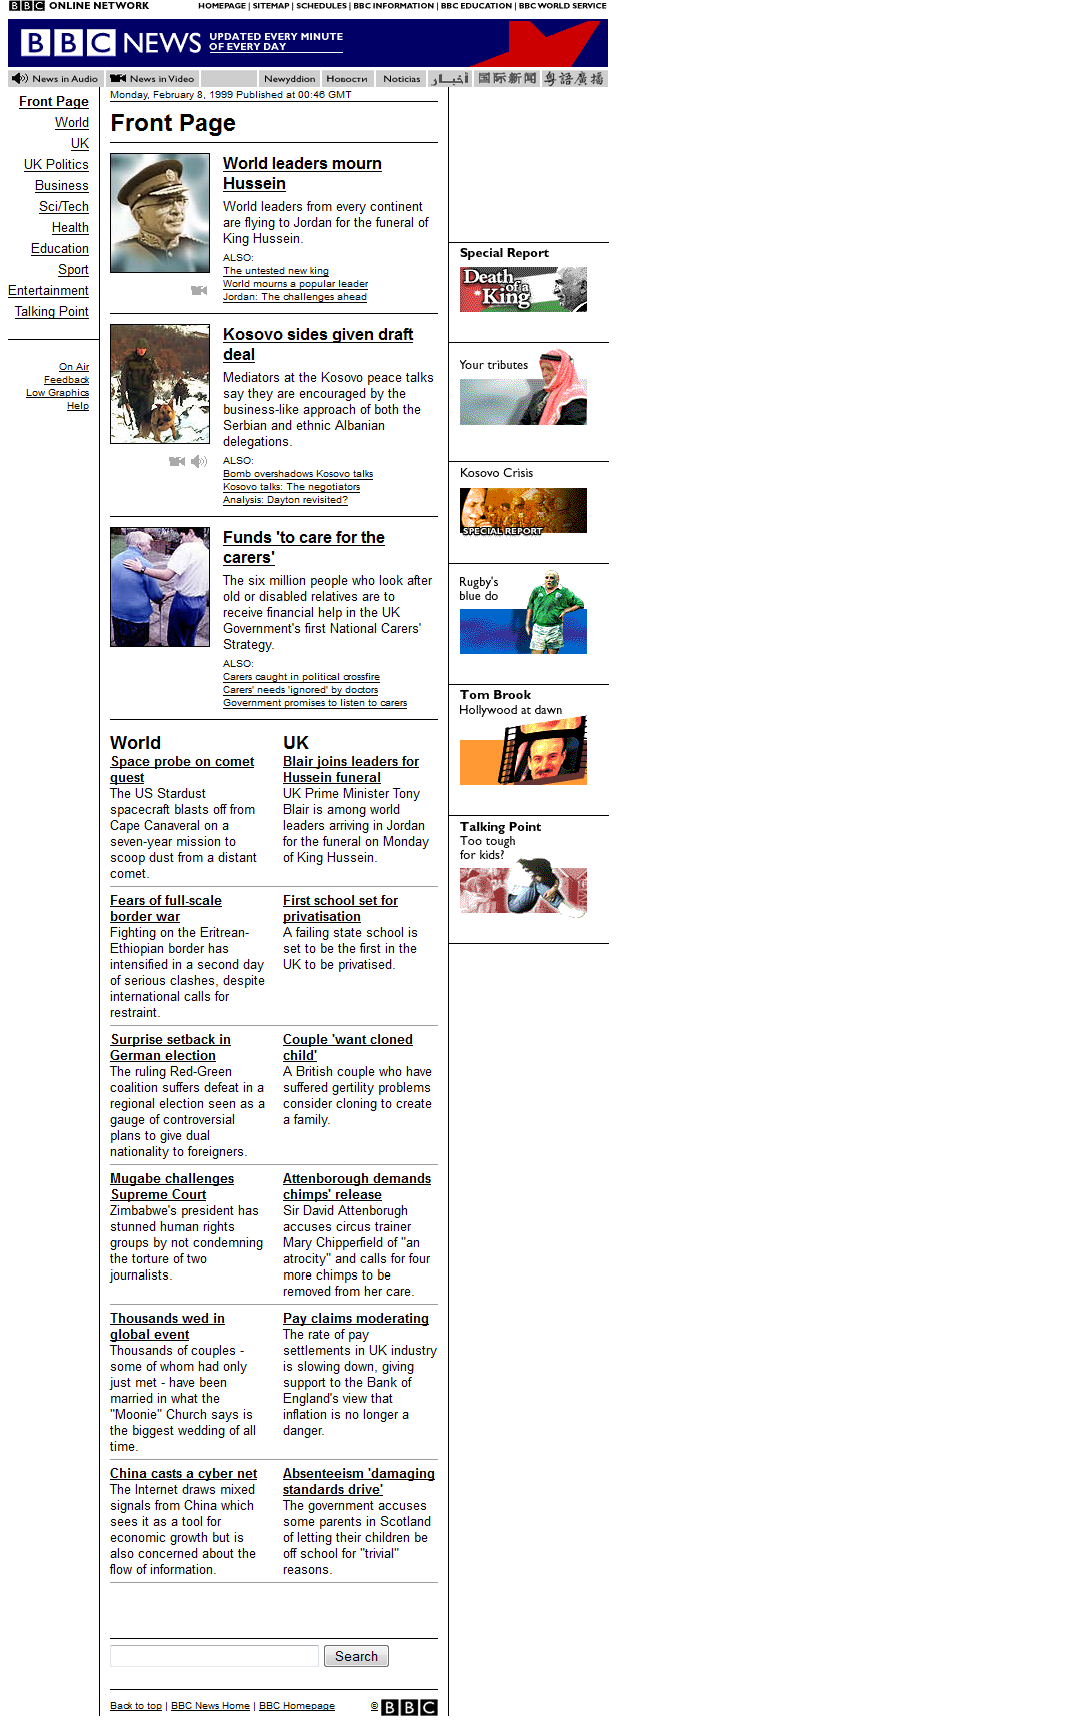 BBC ONLINE NETWORK
HOMEPAGE | SITEMAP | SCHEDULES | BBC INFORMATION | BBC EDUCATION | BBC WORLD SERVICE
BBC NEWS
UPDATED EVERY MINUTE
OF EVERY DAY
News in Audio
News in Video
Newyddion
Новости
Noticias
أخبار
国际新闻
粤語廣播
Front Page
World
UK
UK Politics
Business
Sci/Tech
Health
Education
Sport
Entertainment
Talking Point
On Air
Feedback
Low Graphics
Help
Monday, February 8, 1999 Published at 00:46 GMT
Front Page
World leaders mourn
Hussein
World leaders from every continent
are flying to Jordan for the funeral of
King Hussein.
ALSO:
The untested new king
World mourns a popular leader
Jordan: The challenges ahead
Kosovo sides given draft
deal
Mediators at the Kosovo peace talks
say they are encouraged by the
business-like approach of both the
Serbian and ethnic Albanian
delegations.
ALSO:
Bomb overshadows Kosovo talks
Kosovo talks: The negotiators
Analysis: Dayton revisited?
Funds 'to care for the
carers'
The six million people who look after
old or disabled relatives are to
receive financial help in the UK
Government's first National Carers'
Strategy.
ALSO:
Carers caught in political crossfire
Carers' needs 'ignored' by doctors
Government promises to listen to carers
World
Space probe on comet
quest
The US Stardust
spacecraft blasts off from
Cape Canaveral on a
seven-year mission to
scoop dust from a distant
comet.
UK
Blair joins leaders for
Hussein funeral
UK Prime Minister Tony
Blair is among world
leaders arriving in Jordan
for the funeral on Monday
of King Hussein.
Fears of full-scale
border war
Fighting on the Eritrean-
Ethiopian border has
intensified in a second day
of serious clashes, despite
international calls for
restraint.
First school set for
privatisation
A failing state school is
set to be the first in the
UK to be privatised.
Surprise setback in
German election
The ruling Red-Green
coalition suffers defeat in a
regional election seen as a
gauge of controversial
plans to give dual
nationality to foreigners.
Couple 'want cloned
child'
A British couple who have
suffered gertility problems
consider cloning to create
a family.
Mugabe challenges
Supreme Court
Zimbabwe's president has
stunned human rights
groups by not condemning
the torture of two
journalists.
Attenborough demands
chimps' release
Sir David Attenborugh
accuses circus trainer
Mary Chipperfield of "an
atrocity" and calls for four
more chimps to be
removed from her care.
Thousands wed in
global event
Thousands of couples -
some of whom had only
just met - have been
married in what the
"Moonie" Church says is
the biggest wedding of all
time.
Pay claims moderating
The rate of pay
settlements in UK industry
is slowing down, giving
support to the Bank of
England's view that
inflation is no longer a
danger.
China casts a cyber net
The Internet draws mixed
signals from China which
sees it as a tool for
economic growth but is
also concerned about the
flow of information.
Absenteeism 'damaging
standards drive'
The government accuses
some parents in Scotland
of letting their children be
off school for "trivial"
reasons.
Search
Back to top | BBC News Home | BBC Homepage
© BBC
Special Report
Death of a
King
Your tributes
Kosovo Crisis
SPECIAL REPORT
Rugby's
blue do
Tom Brook
Hollywood at dawn
Talking Point
Too tough
for kids?